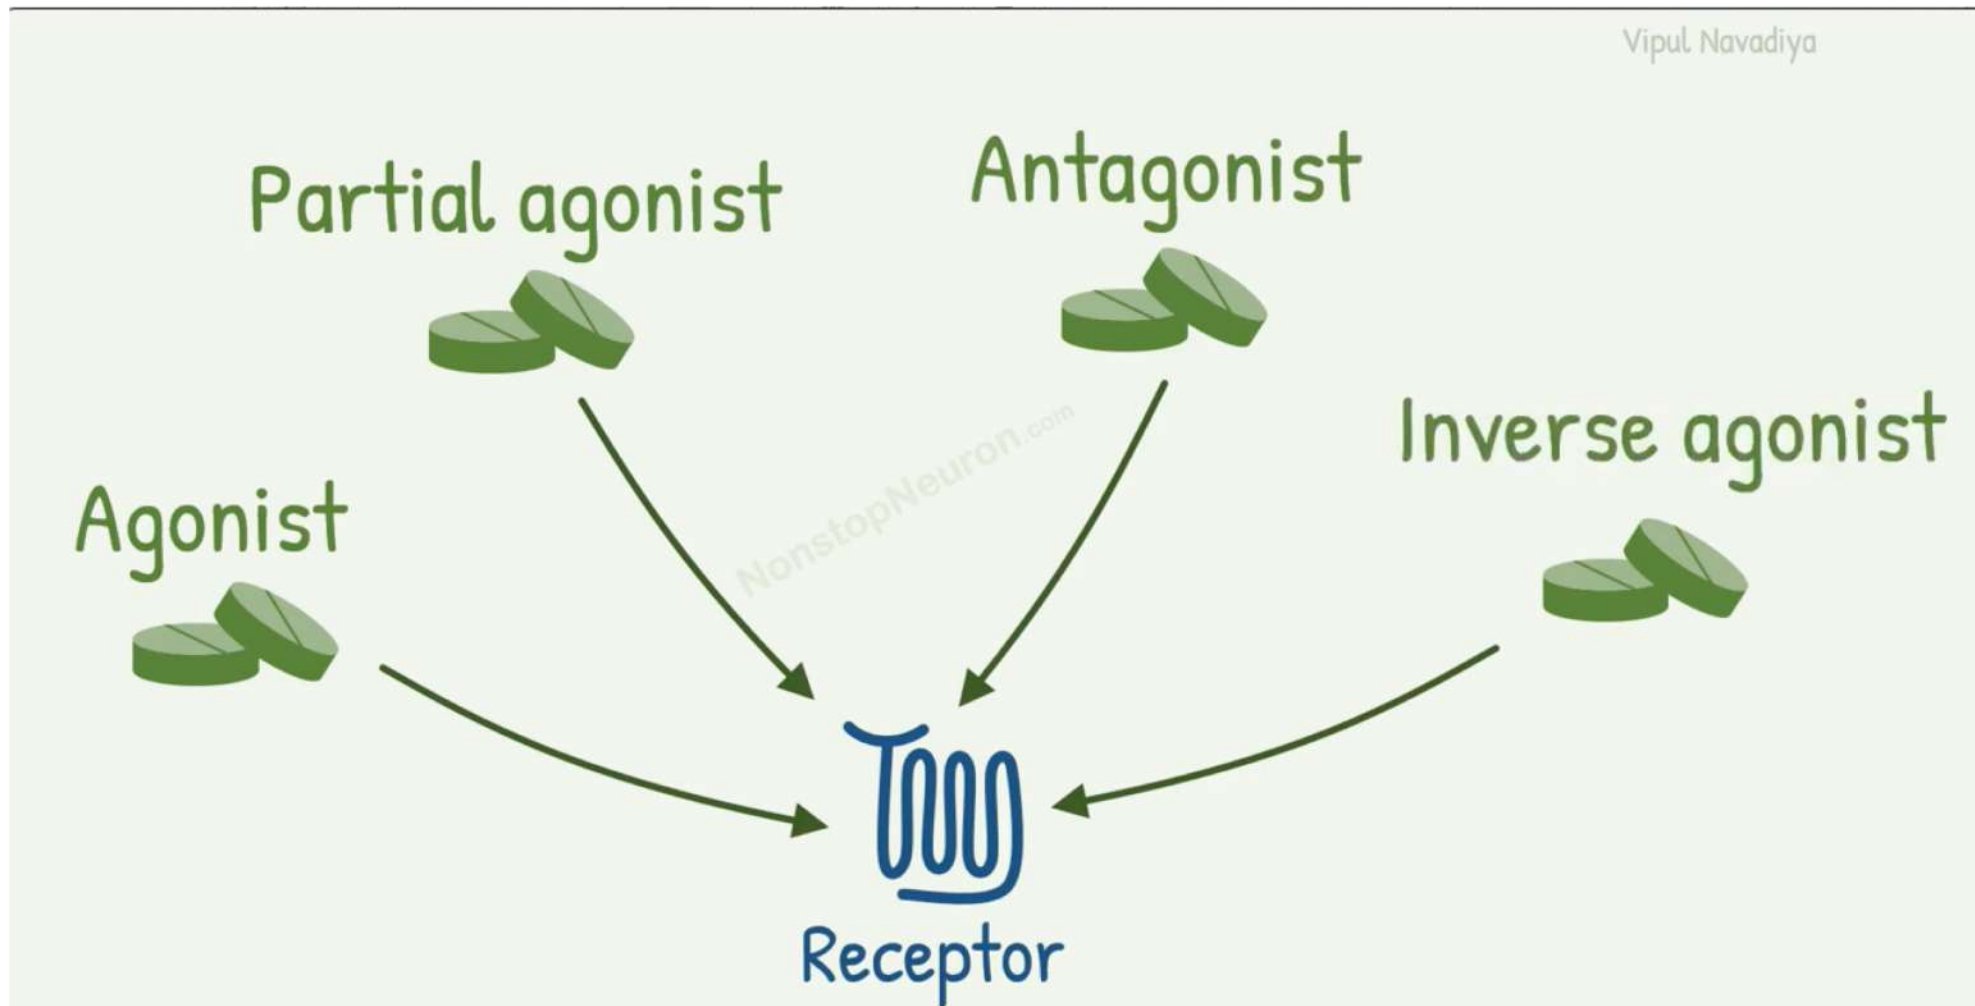 Vipul Navadiya
Partial agonist
Antagonist
Inverse agonist
Agonist
NonstopNeuron.com
Receptor